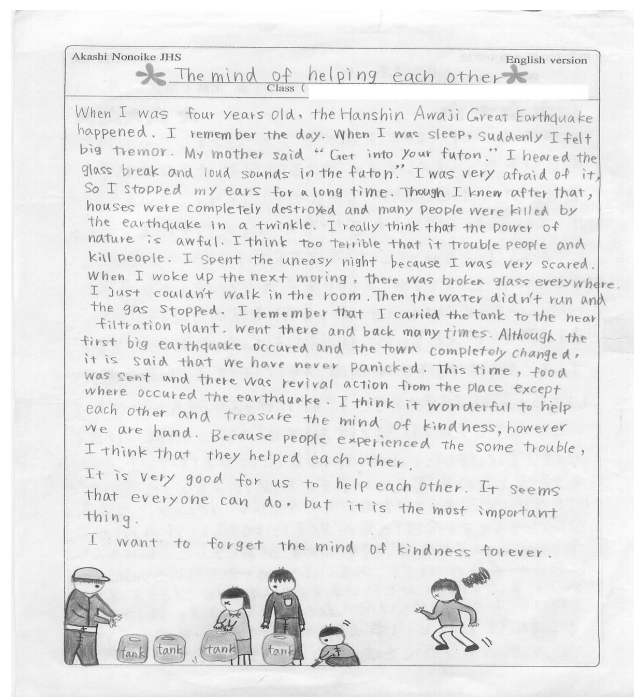 Akashi Nonoike JHS
English version
The mind of helping each other
Class (
When I was four years old, the Hanshin Awaji Great Earthquake
happened. I remember the day. When I was sleep, suddenly I felt
big tremor. My mother said "Get into your futon." I heared the
glass break and loud sounds in the futon." I was very afraid of it,
So I stopped my ears for a long time. Though I knew after that,
houses were completely destroyed and many people were killed by
the earthquake in a twinkle. I really think that the power of
nature is awful. I think too terrible that it trouble people and
kill people. I spent the uneasy night because I was very scared.
When I woke up the next moring, there was broken glass everywhere.
I just couldn't walk in the room. Then the water didn't run and
the gas stopped. I remember that I carried the tank to the near
filtration plant. Went there and back many times. Although the
first big earthquake occured and the town completely changed,
it is said that we have never panicked. This time, food
was sent and there was revival action from the place except
where occured the earthquake. I think it wonderful to help
each other and treasure the mind of kindness, however
we are hand. Because people experienced the some trouble,
I think that they helped each other.
It is very good for us to help each other. It seems
that everyone can do, but it is the most important
thing.
I want to forget the mind of kindness forever.
tank tank tank tank